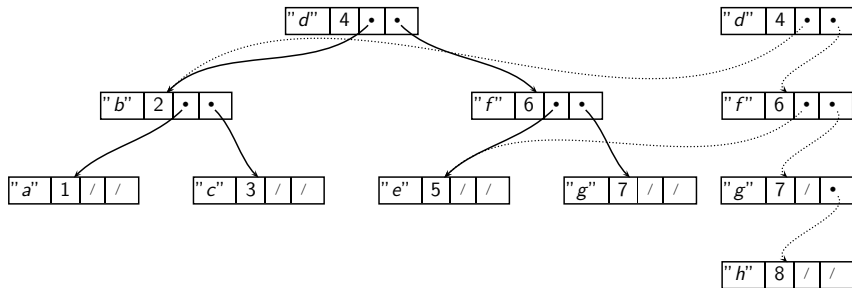 "d" 4 • • "d" 4 • •
"b" 2 • • "f" 6 • • "f" 6 • •
"a" 1 / / "c" 3 / / "e" 5 / / "g" 7 / / "g" 7 / •
"h" 8 / /